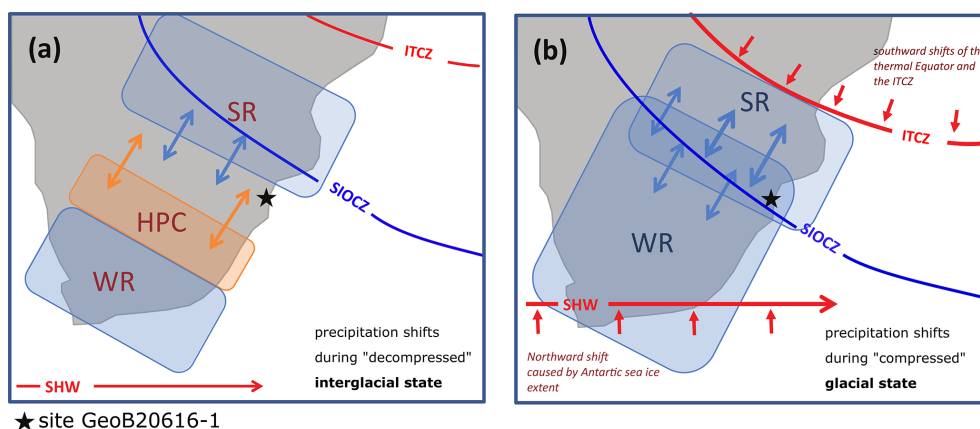 (a)
ITCZ
SR
SIOCZ
HPC
WR
precipitation shifts
during "decompressed"
interglacial state
SHW
(b)
southward shifts of th
thermal Equator and
the ITCZ
SR
ITCZ
SIOCZ
WR
SHW
Northward shift
caused by Antartic sea ice
extent
precipitation shifts
during "compressed"
glacial state
★ site GeoB20616-1